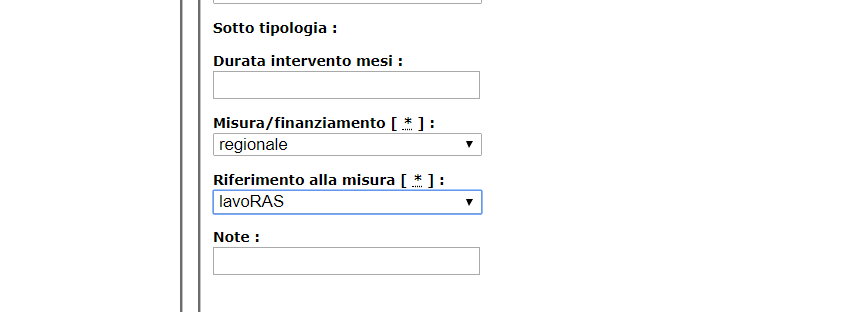 Sotto tipologia :
Durata intervento mesi :
Misura/finanziamento [ * ] :
regionale
Riferimento alla misura [ * ] :
lavoRAS
Note :